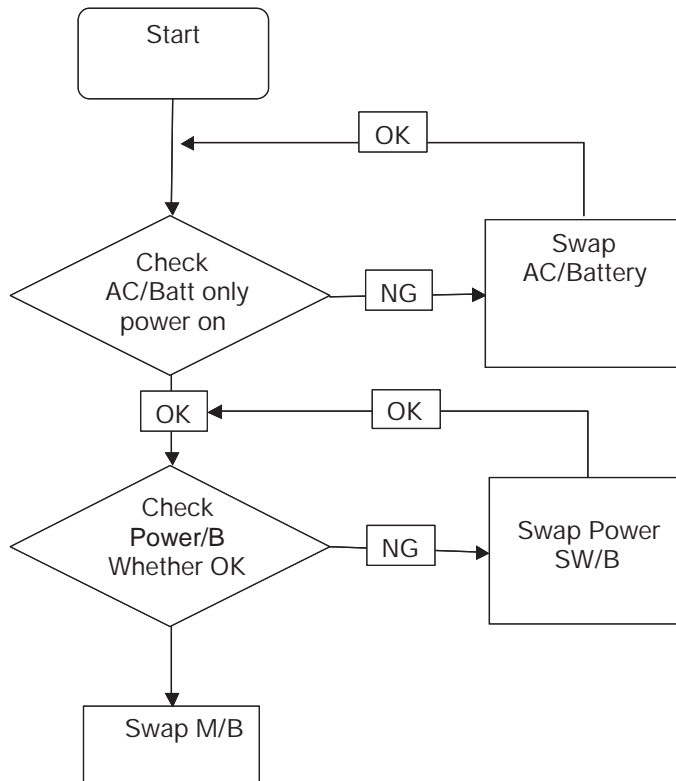 Start
OK
Check
AC/Batt only
power on
NG
Swap
AC/Battery
OK
OK
Check
Power/B
Whether OK
NG
Swap Power
SW/B
Swap M/B